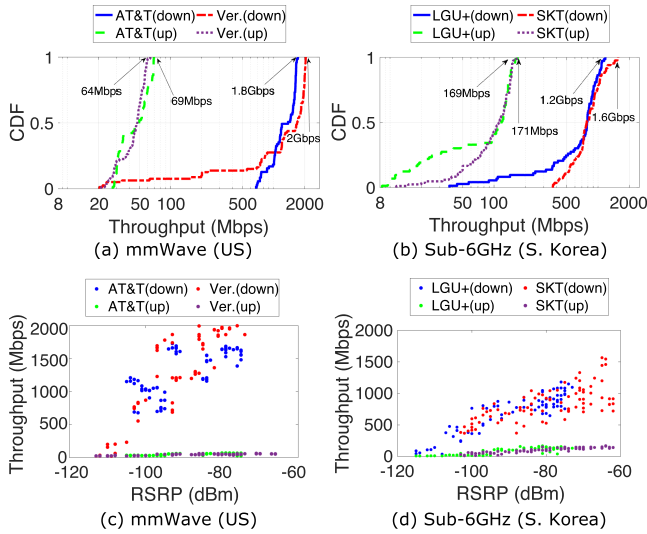 AT&T(down) Ver.(down)
AT&T(up) Ver.(up)
LGU+(down) SKT(down)
LGU+(up) SKT(up)
1
0.5
0
CDF
64Mbps
69Mbps
1.8Gbps
2Gbps
8 20 50 100 500 2000
Throughput (Mbps)
(a) mmWave (US)
1
0.5
0
CDF
169Mbps
171Mbps
1.2Gbps
1.6Gbps
8 50 100 500 2000
Throughput (Mbps)
(b) Sub-6GHz (S. Korea)
AT&T(down) Ver.(down)
AT&T(up) Ver.(up)
LGU+(down) SKT(down)
LGU+(up) SKT(up)
2000
1500
1000
500
0
Throughput (Mbps)
-120 -100 -80 -60
RSRP (dBm)
(c) mmWave (US)
2000
1500
1000
500
0
Throughput (Mbps)
-120 -100 -80 -60
RSRP (dBm)
(d) Sub-6GHz (S. Korea)